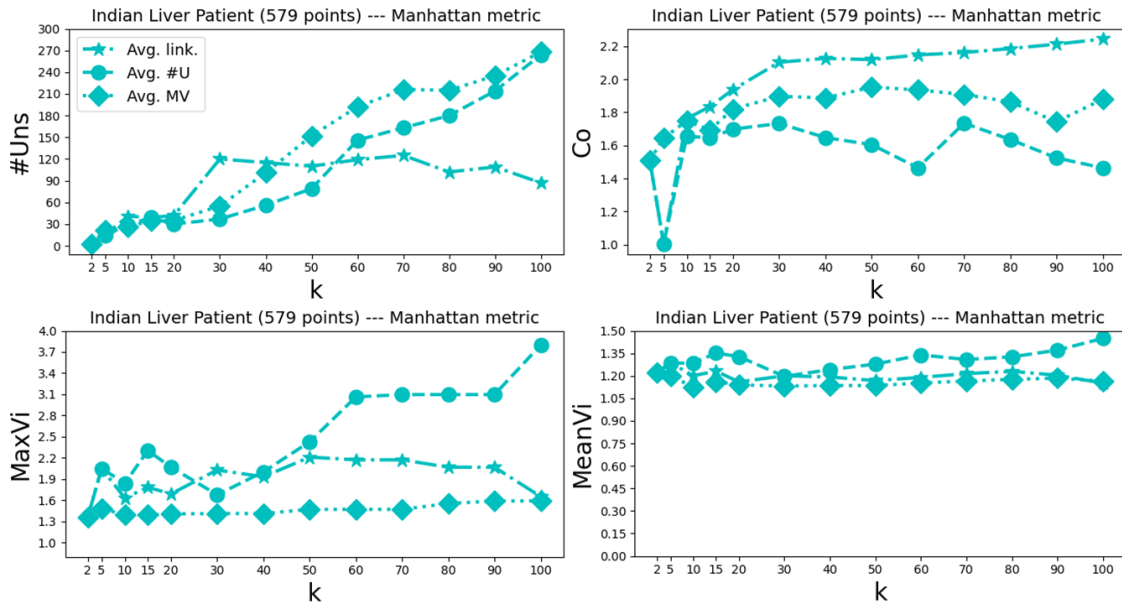 Indian Liver Patient (579 points) --- Manhattan metric
300
270
240
210
180
150
120
90
60
30
0
#Uns
Avg. link.
Avg. #U
Avg. MV
2 5 10 15 20 30 40 50 60 70 80 90 100
k
Indian Liver Patient (579 points) --- Manhattan metric
2.2
2.0
1.8
1.6
1.4
1.2
1.0
Co
2 5 10 15 20 30 40 50 60 70 80 90 100
k
Indian Liver Patient (579 points) --- Manhattan metric
4.0
3.7
3.4
3.1
2.8
2.5
2.2
1.9
1.6
1.3
1.0
MaxVi
2 5 10 15 20 30 40 50 60 70 80 90 100
k
Indian Liver Patient (579 points) --- Manhattan metric
1.50
1.35
1.20
1.05
0.90
0.75
0.60
0.45
0.30
0.15
0.00
MeanVi
2 5 10 15 20 30 40 50 60 70 80 90 100
k